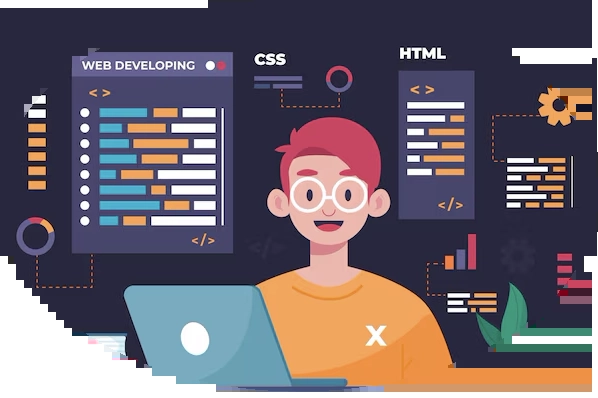 WEB DEVELOPING
< >
</>
CSS
HTML
< >
</>
</>
X